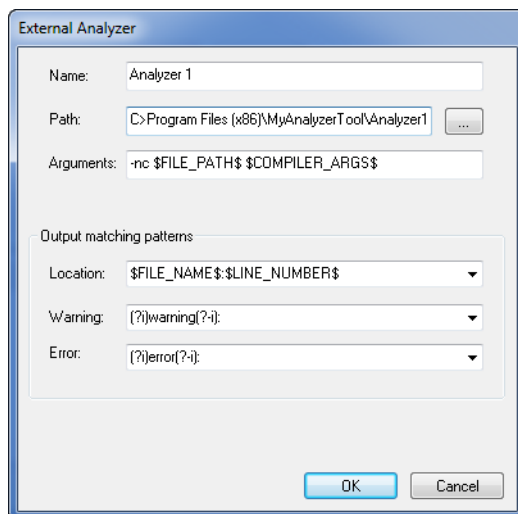 External Analyzer
Name: Analyzer 1
Path: C>Program Files (x86)\MyAnalyzerTool\Analyzer1 ...
Arguments: -nc $FILE_PATH$ $COMPILER_ARGS$
Output matching patterns
Location: $FILE_NAME$:$LINE_NUMBER$
Warning: (?i)warning(?-i):
Error: (?i)error(?-i):
OK Cancel